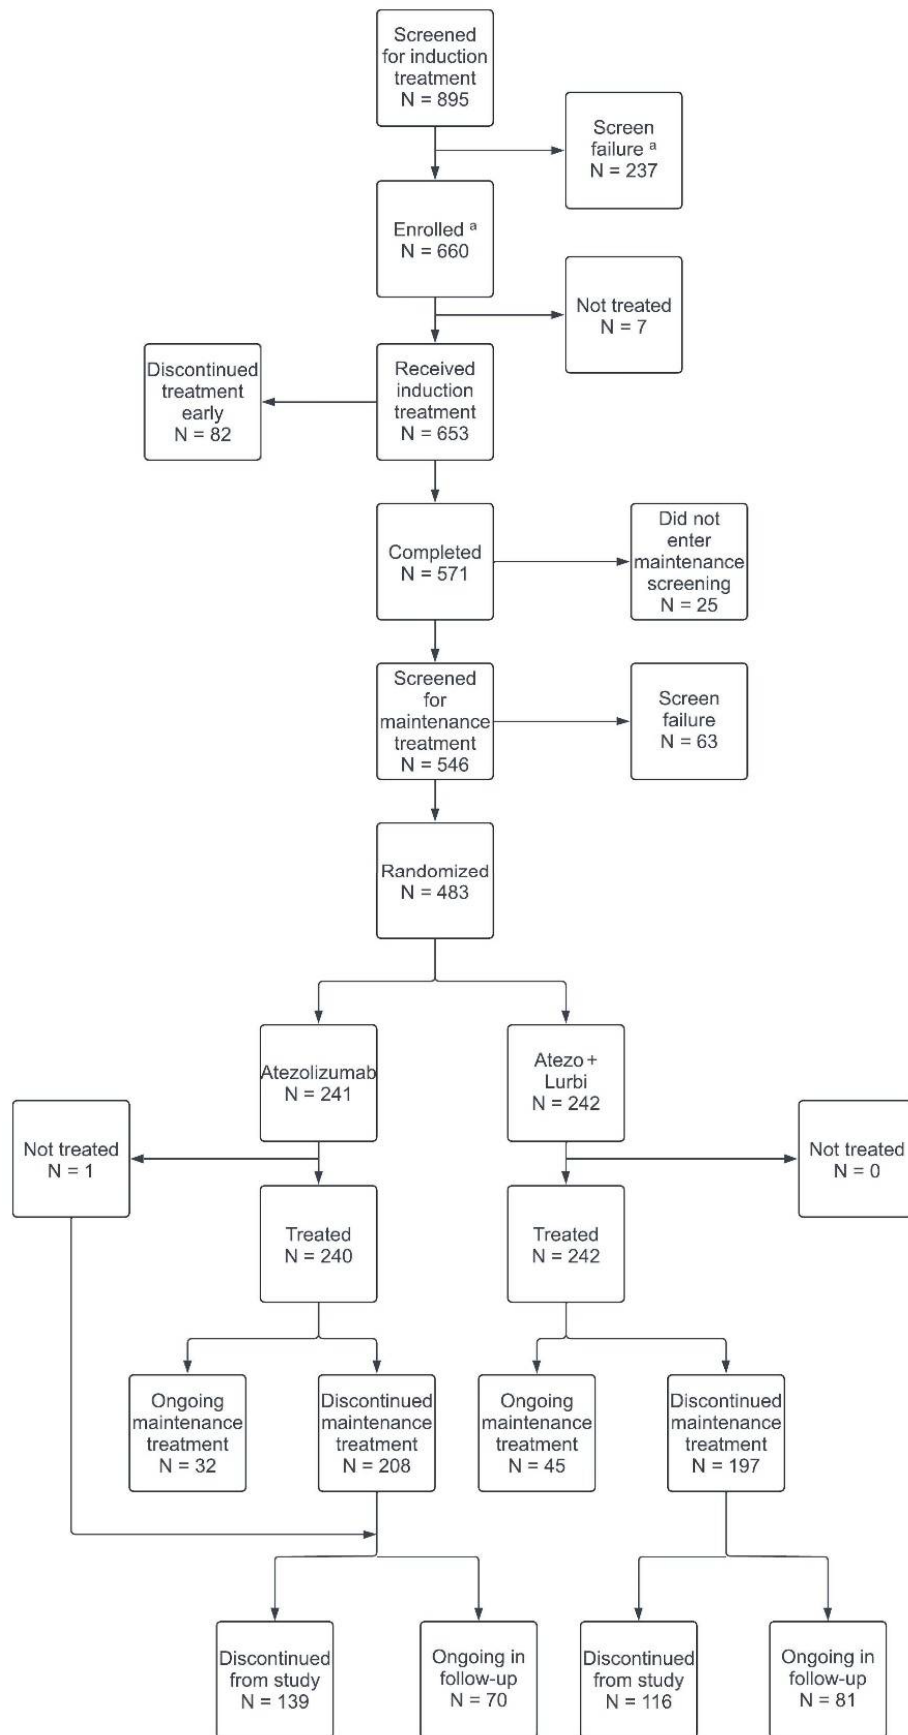 Screened
for induction
treatment
N = 895
Screen
failure ᵃ
N = 237
Enrolled ᵃ
N = 660
Not treated
N = 7
Discontinued
treatment
early
N = 82
Received
induction
treatment
N = 653
Completed
N = 571
Did not
enter
maintenance
screening
N = 25
Screened
for
maintenance
treatment
N = 546
Screen
failure
N = 63
Randomized
N = 483
Atezolizumab
N = 241
Atezo +
Lurbi
N = 242
Not treated
N = 1
Not treated
N = 0
Treated
N = 240
Treated
N = 242
Ongoing
maintenance
treatment
N = 32
Discontinued
maintenance
treatment
N = 208
Ongoing
maintenance
treatment
N = 45
Discontinued
maintenance
treatment
N = 197
Discontinued
from study
N = 139
Ongoing in
follow-up
N = 70
Discontinued
from study
N = 116
Ongoing in
follow-up
N = 81